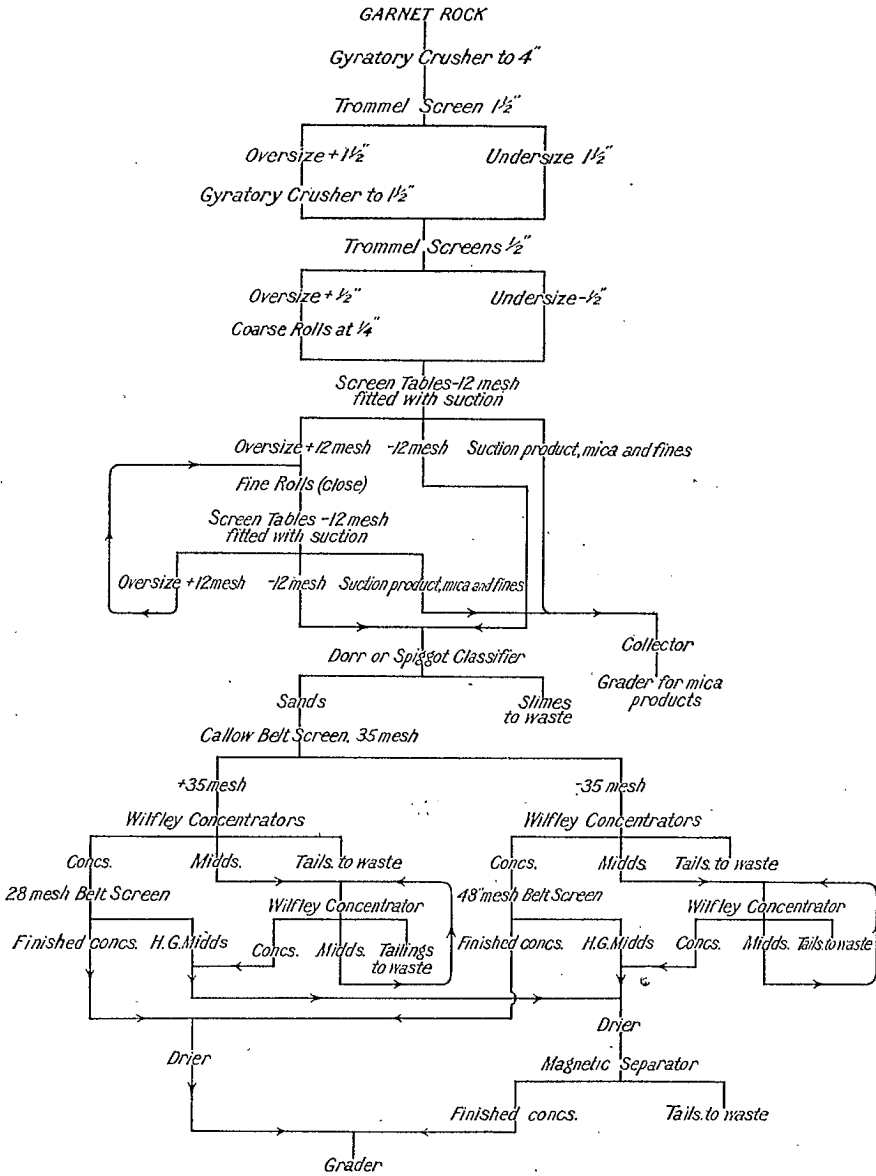 GARNET ROCK
Gyratory Crusher to 4"
Trommel Screen 1½"
Oversize + 1½"
Undersize 1½"
Gyratory Crusher to 1½"
Trommel Screens ½"
Oversize + ½"
Undersize-½"
Coarse Rolls at ¼"
Screen Tables-12 mesh
fitted with suction
Oversize +12 mesh
-12 mesh
Suction product, mica and fines
Fine Rolls (close)
Screen Tables -12 mesh
fitted with suction
Oversize +12 mesh
-12 mesh
Suction product, mica and fines
Collector
Dorr or Spiggot Classifier
Grader for mica
products
Sands
Slimes
to waste
Callow Belt Screen, 35 mesh
+35 mesh
-35 mesh
Wilfley Concentrators
Wilfley Concentrators
Concs.
Midds.
Tails. to waste
Concs.
Midds.
Tails. to waste
28 mesh Belt Screen
48" mesh Belt Screen
Wilfley Concentrator
Wilfley Concentrator
Finished concs.
H.G. Midds
Concs.
Midds.
Tailings
to waste
Finished concs.
H.G. Midds
Concs.
Midds.
Tails. to waste
Drier
Drier
Magnetic Separator
Finished concs.
Tails. to waste
Grader